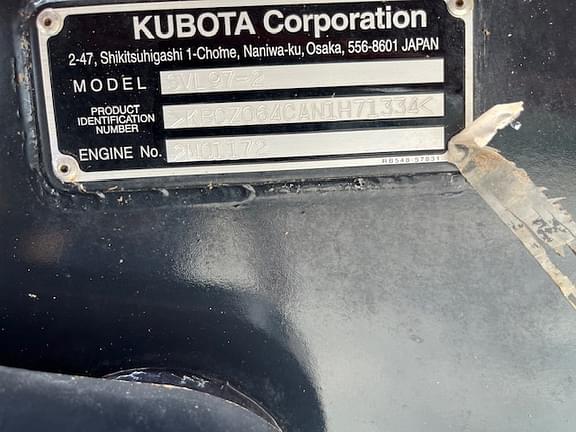 KUBOTA Corporation
2-47, Shikitsuhigashi 1-Chome, Naniwa-ku, Osaka, 556-8601 JAPAN
MODEL SVL97-2
PRODUCT IDENTIFICATION NUMBER >KBCZ064CAN1H71334<
ENGINE No.
RB548-57831